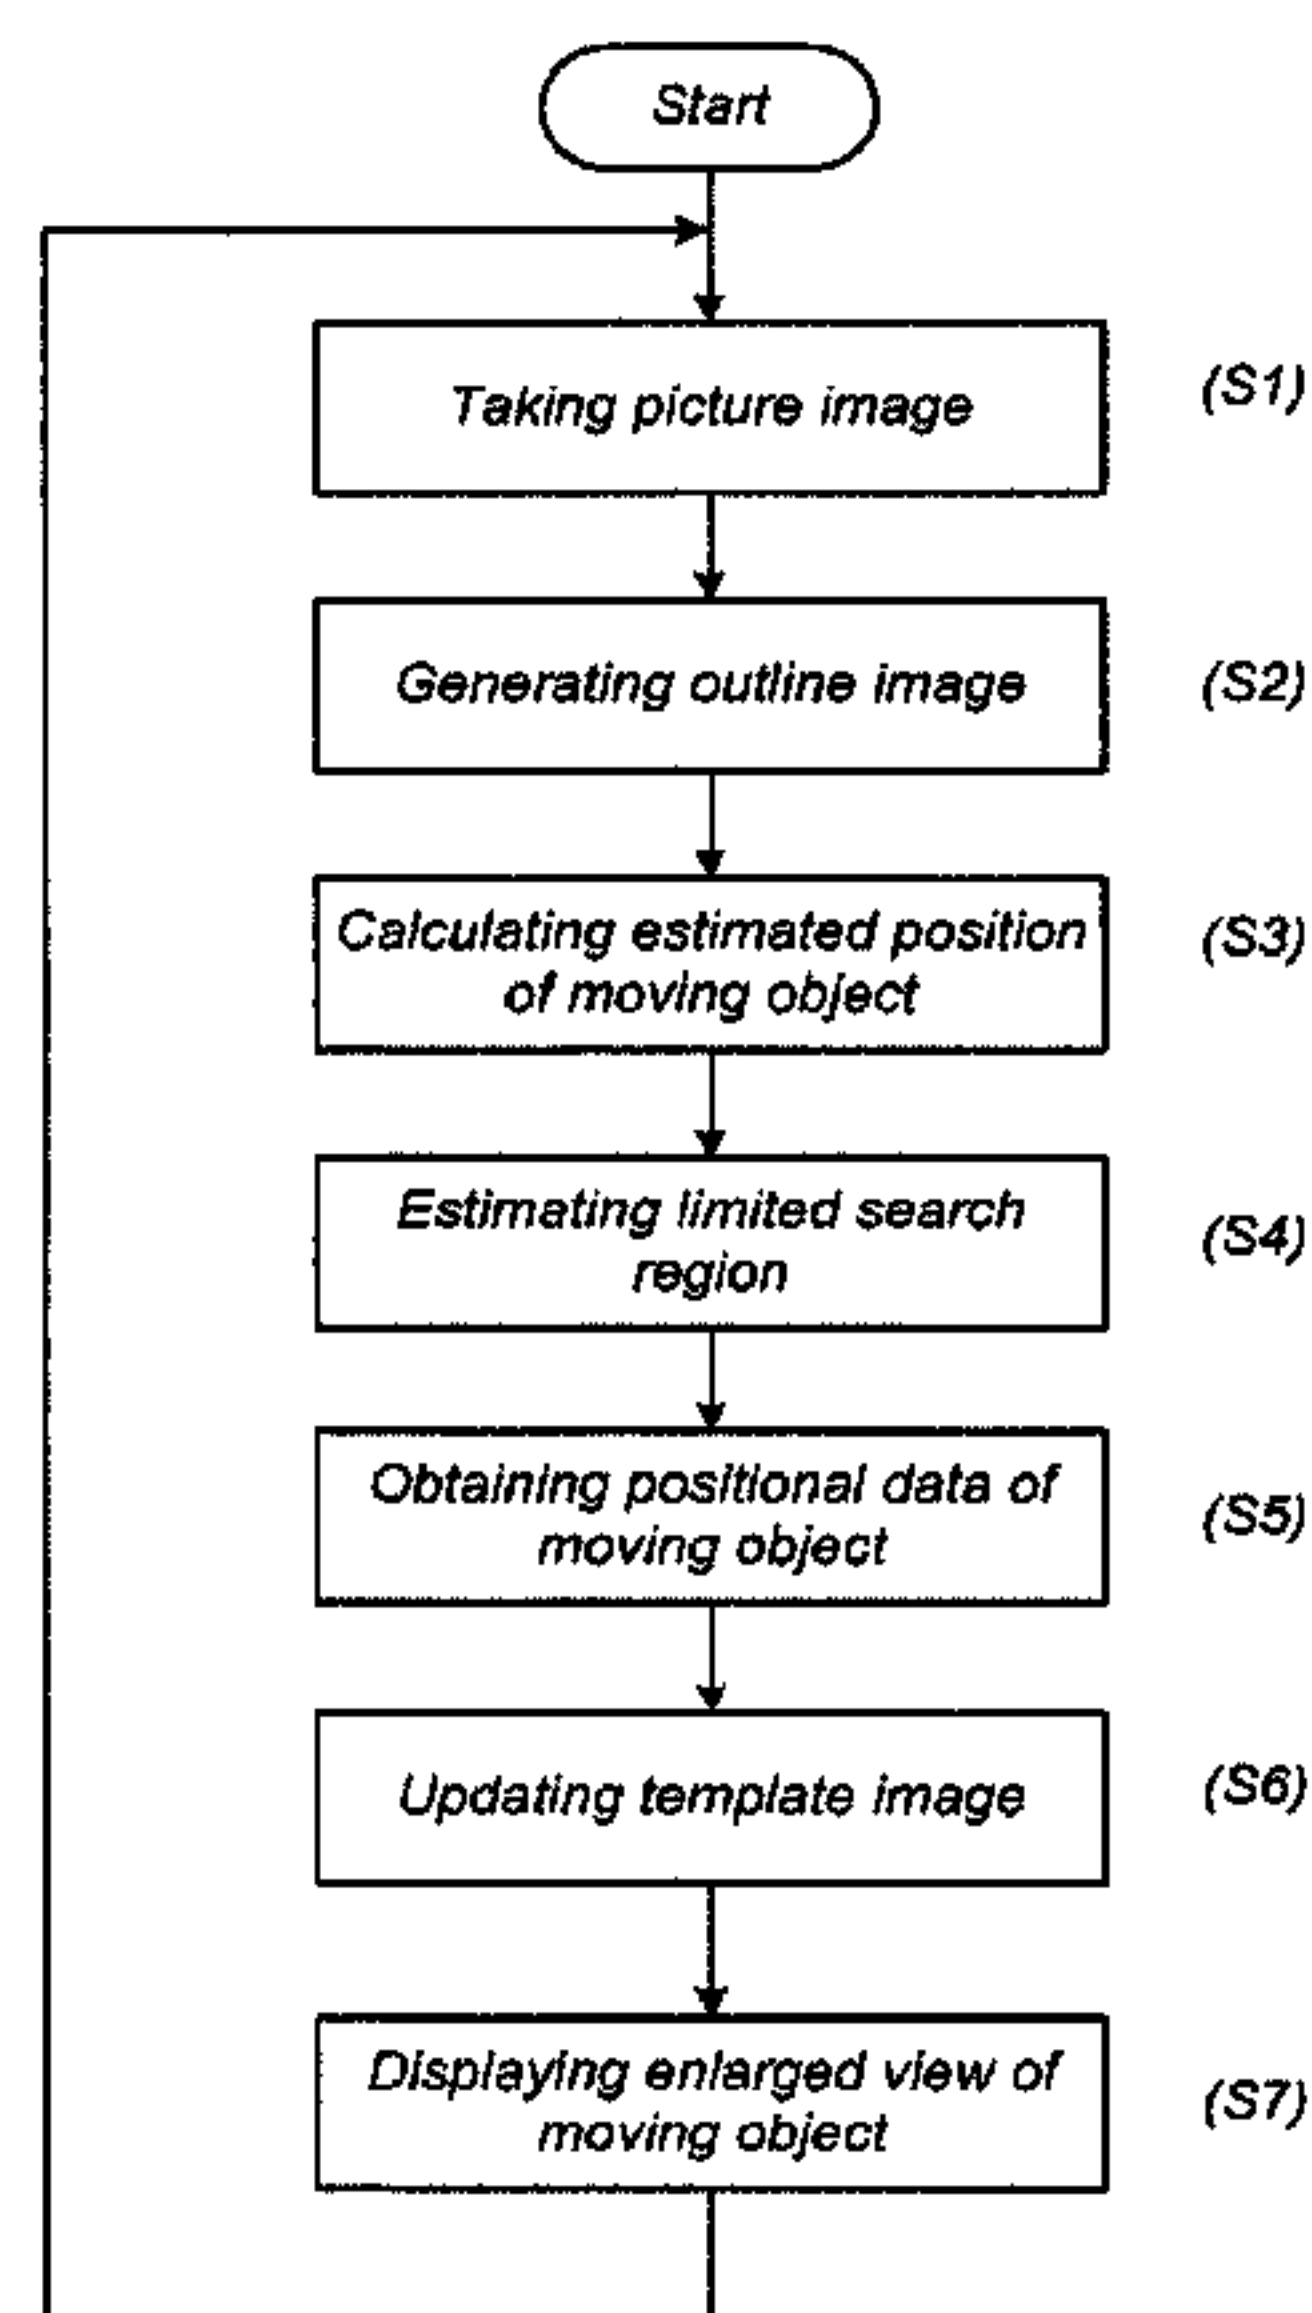 Start
Taking picture image
(S1)
Generating outline image
(S2)
Calculating estimated position
of moving object
(S3)
Estimating limited search
region
(S4)
Obtaining positional data of
moving object
(S5)
Updating template image
(S6)
Displaying enlarged view of
moving object
(S7)